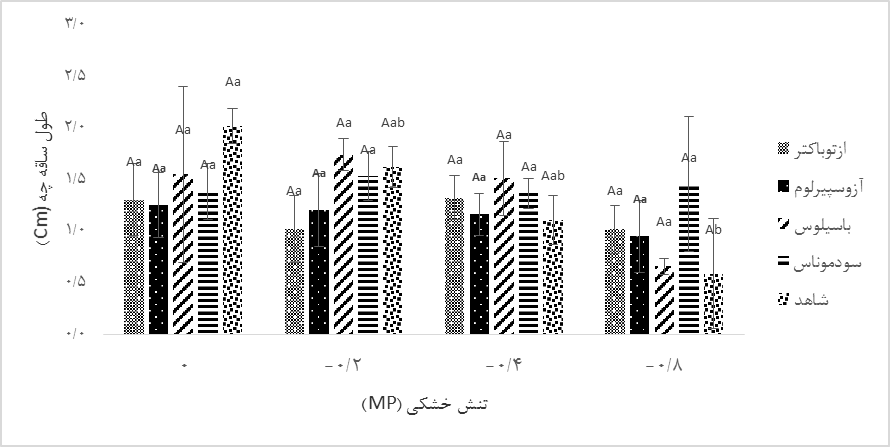 ۳/۰
۲/۵
۲/۰
۱/۵
۱/۰
۰/۵
۰/۰
طول ساقه چه (Cm)
Aa Aa Aa Aa Aa
Aa Aa Aa Aa Aab
Aa Aa Aa Aa Aab
Aa Aa Aa Aa Ab
۰ -۰/۲ -۰/۴ -۰/۸
تنش خشکی (MP)
ازتوباکتر
آزوسپیرلوم
باسیلوس
سودموناس
شاهد